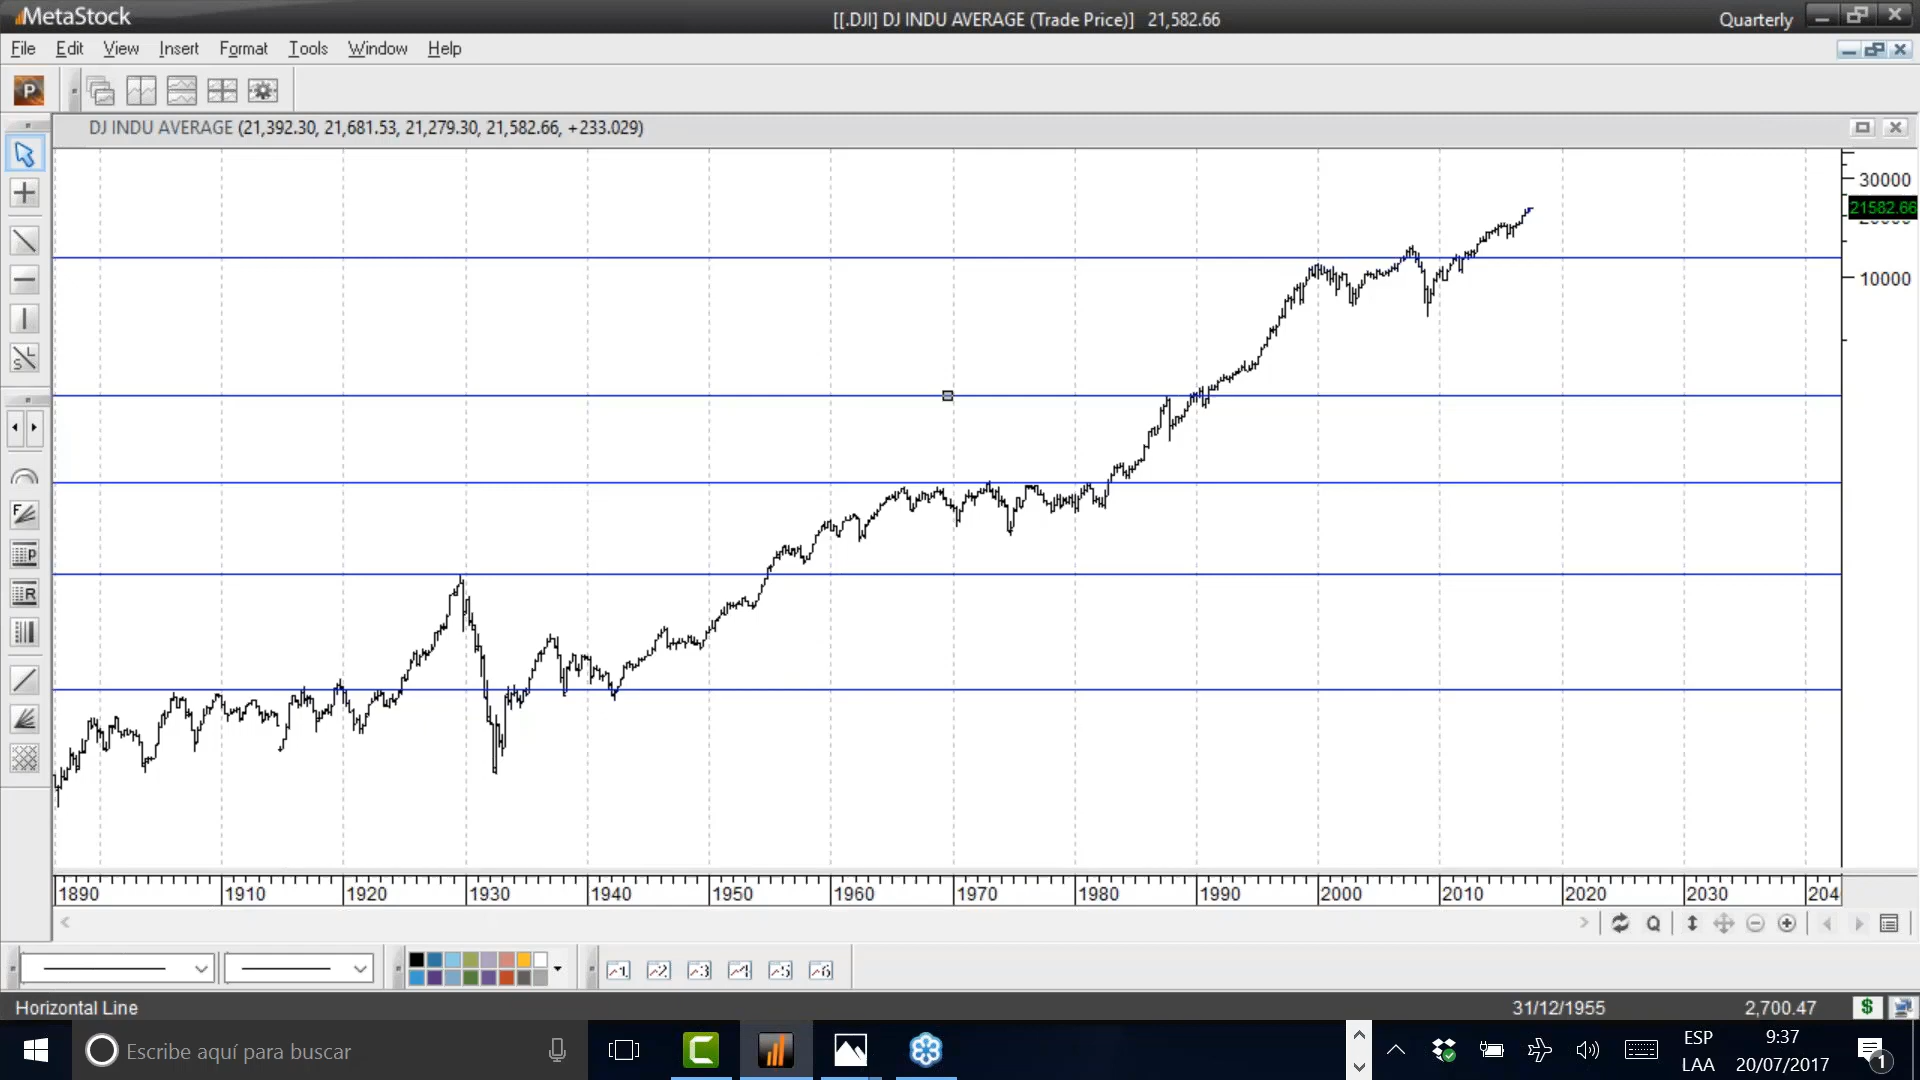 MetaStock
[[.DJI] DJ INDU AVERAGE (Trade Price)] 21,582.66
Quarterly
File Edit View Insert Format Tools Window Help
P
DJ INDU AVERAGE (21,392.30, 21,681.53, 21,279.30, 21,582.66, +233.029)
30000
21582.66
10000
1890 1910 1920 1930 1940 1950 1960 1970 1980 1990 2000 2010 2020 2030 204
Horizontal Line
31/12/1955 2,700.47
Escribe aquí para buscar
ESP
LAA
9:37
20/07/2017
1